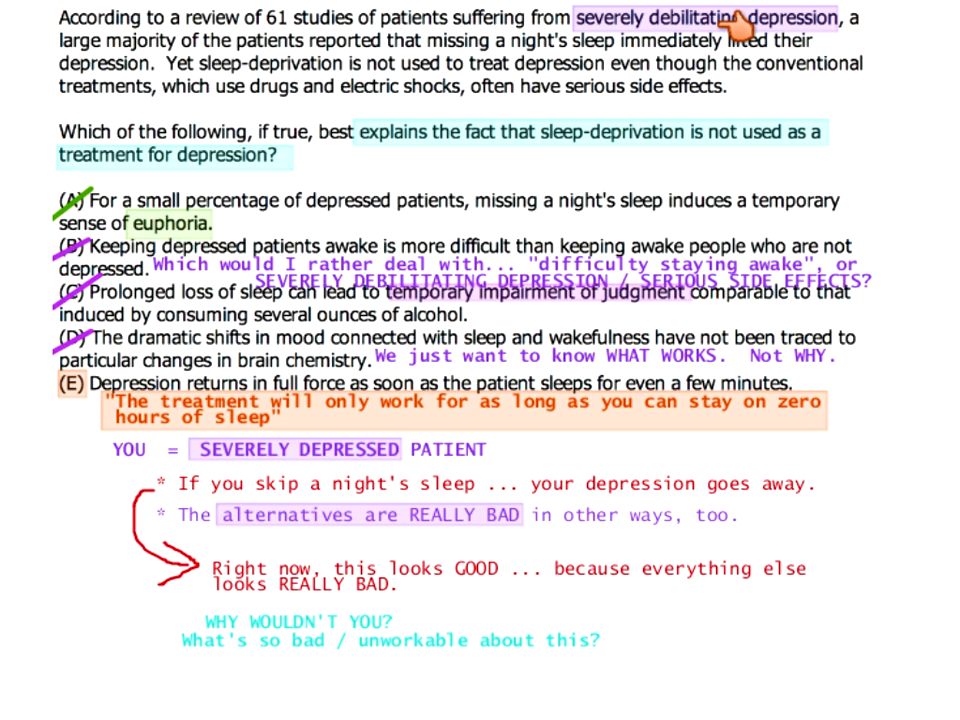 According to a review of 61 studies of patients suffering from severely debilitating depression, a
large majority of the patients reported that missing a night's sleep immediately lifted their
depression.  Yet sleep-deprivation is not used to treat depression even though the conventional
treatments, which use drugs and electric shocks, often have serious side effects.
Which of the following, if true, best explains the fact that sleep-deprivation is not used as a
treatment for depression?
(A) For a small percentage of depressed patients, missing a night's sleep induces a temporary
sense of euphoria.
(B) Keeping depressed patients awake is more difficult than keeping awake people who are not
depressed. Which would I rather deal with... "difficulty staying awake", or
SEVERELY DEBILITATING DEPRESSION / SERIOUS SIDE EFFECTS?
(C) Prolonged loss of sleep can lead to temporary impairment of judgment comparable to that
induced by consuming several ounces of alcohol.
(D) The dramatic shifts in mood connected with sleep and wakefulness have not been traced to
particular changes in brain chemistry. We just want to know WHAT WORKS.  Not WHY.
(E) Depression returns in full force as soon as the patient sleeps for even a few minutes.
"The treatment will only work for as long as you can stay on zero
hours of sleep"
YOU = SEVERELY DEPRESSED PATIENT
* If you skip a night's sleep ... your depression goes away.
* The alternatives are REALLY BAD in other ways, too.
Right now, this looks GOOD ... because everything else
looks REALLY BAD.
WHY WOULDN'T YOU?
What's so bad / unworkable about this?